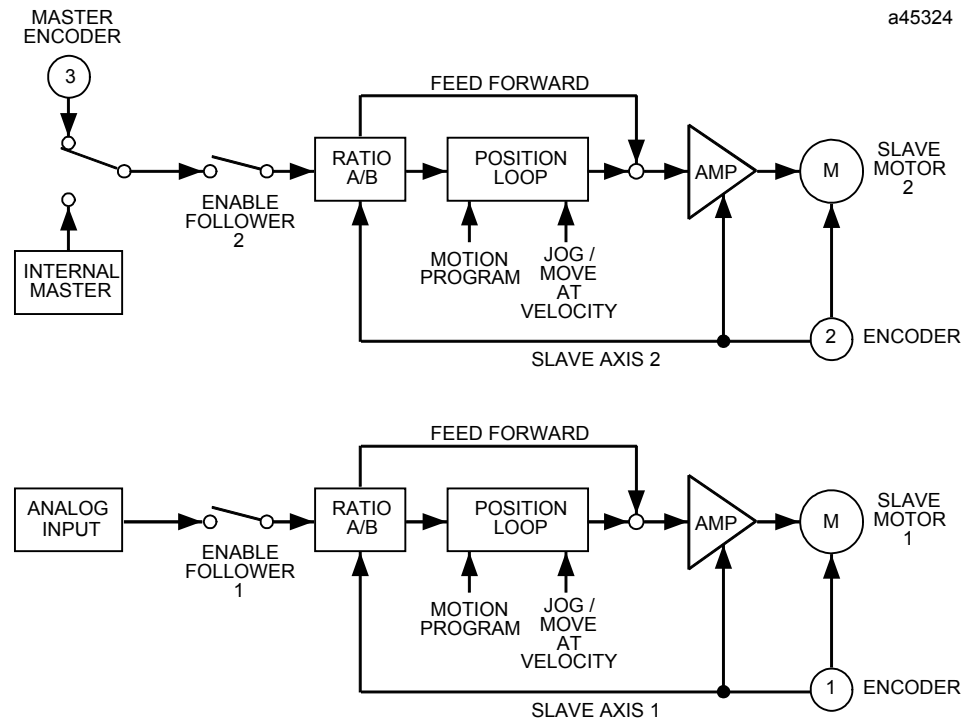 MASTER
ENCODER
a45324
3
FEED FORWARD
RATIO
A/B
POSITION
LOOP
AMP
M
SLAVE
MOTOR
2
ENABLE
FOLLOWER
2
INTERNAL
MASTER
MOTION
PROGRAM
JOG /
MOVE
AT
VELOCITY
2
ENCODER
SLAVE AXIS 2
FEED FORWARD
ANALOG
INPUT
RATIO
A/B
POSITION
LOOP
AMP
M
SLAVE
MOTOR
1
ENABLE
FOLLOWER
1
MOTION
PROGRAM
JOG /
MOVE
AT
VELOCITY
1
ENCODER
SLAVE AXIS 1